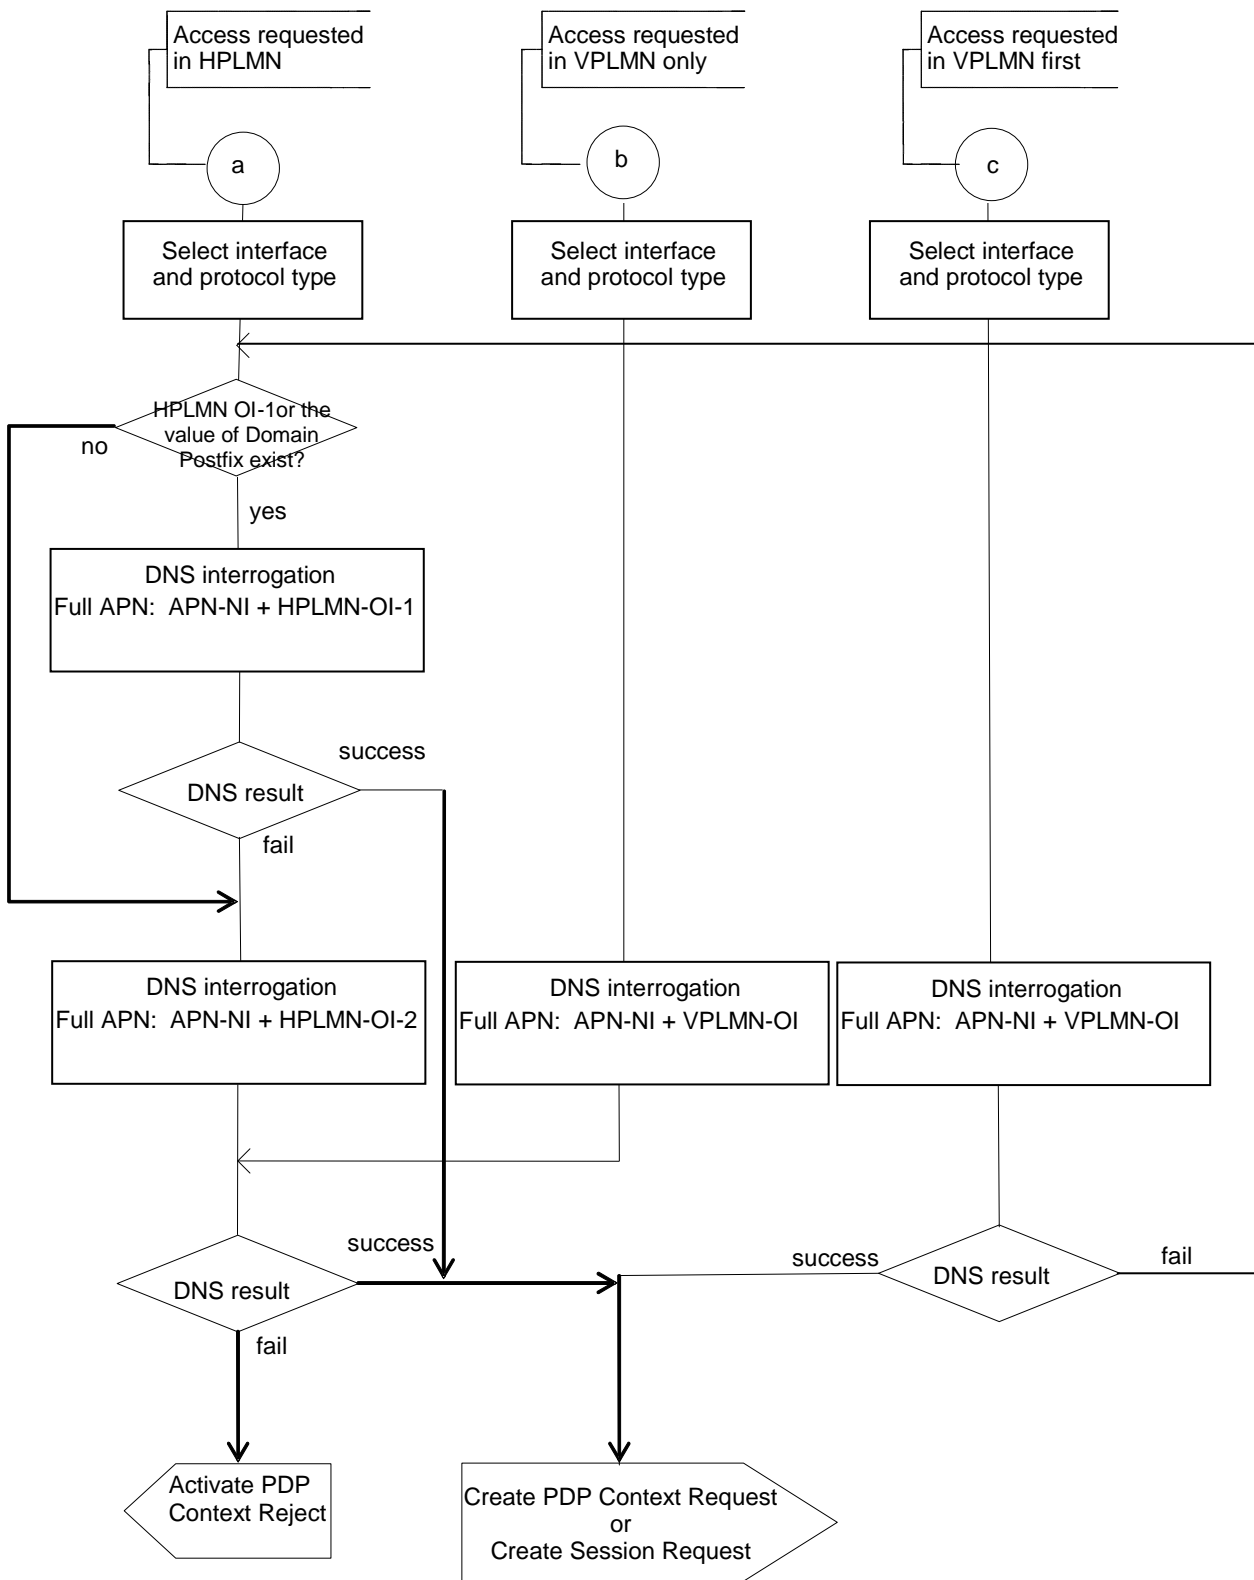 Access requested
in HPLMN
Access requested
in VPLMN only
Access requested
in VPLMN first
a
b
c
Select interface
and protocol type
Select interface
and protocol type
Select interface
and protocol type
HPLMN OI-1or the
value of Domain
Postfix exist?
no
yes
DNS interrogation
Full APN: APN-NI + HPLMN-OI-1
success
DNS result
fail
DNS interrogation
Full APN: APN-NI + HPLMN-OI-2
DNS interrogation
Full APN: APN-NI + VPLMN-OI
DNS interrogation
Full APN: APN-NI + VPLMN-OI
success
DNS result
fail
success
DNS result
fail
Activate PDP
Context Reject
Create PDP Context Request
or
Create Session Request